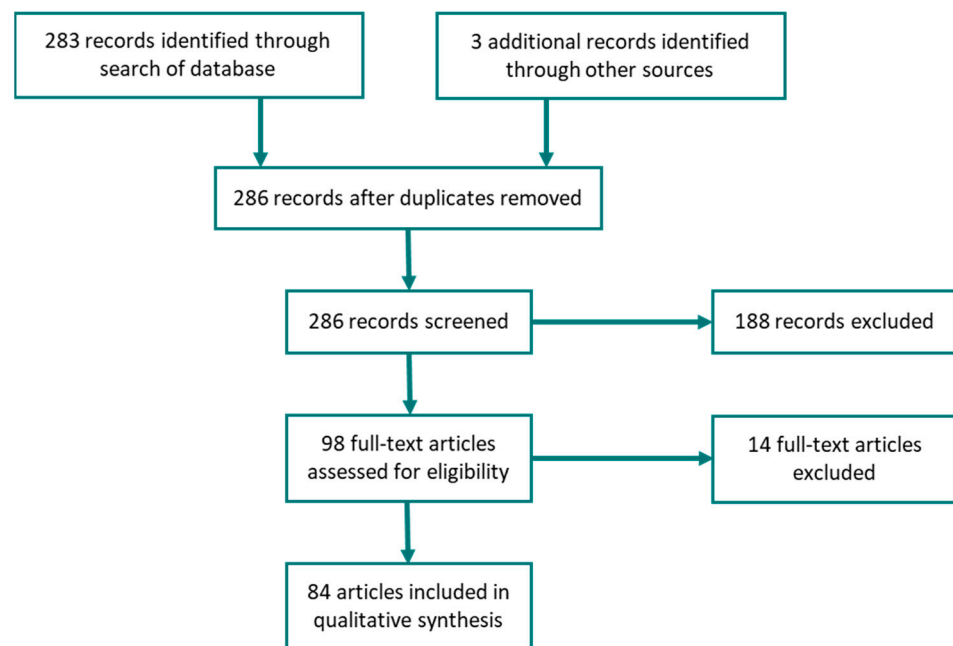 283 records identified through
search of database
3 additional records identified
through other sources
286 records after duplicates removed
286 records screened
188 records excluded
98 full-text articles
assessed for eligibility
14 full-text articles
excluded
84 articles included in
qualitative synthesis